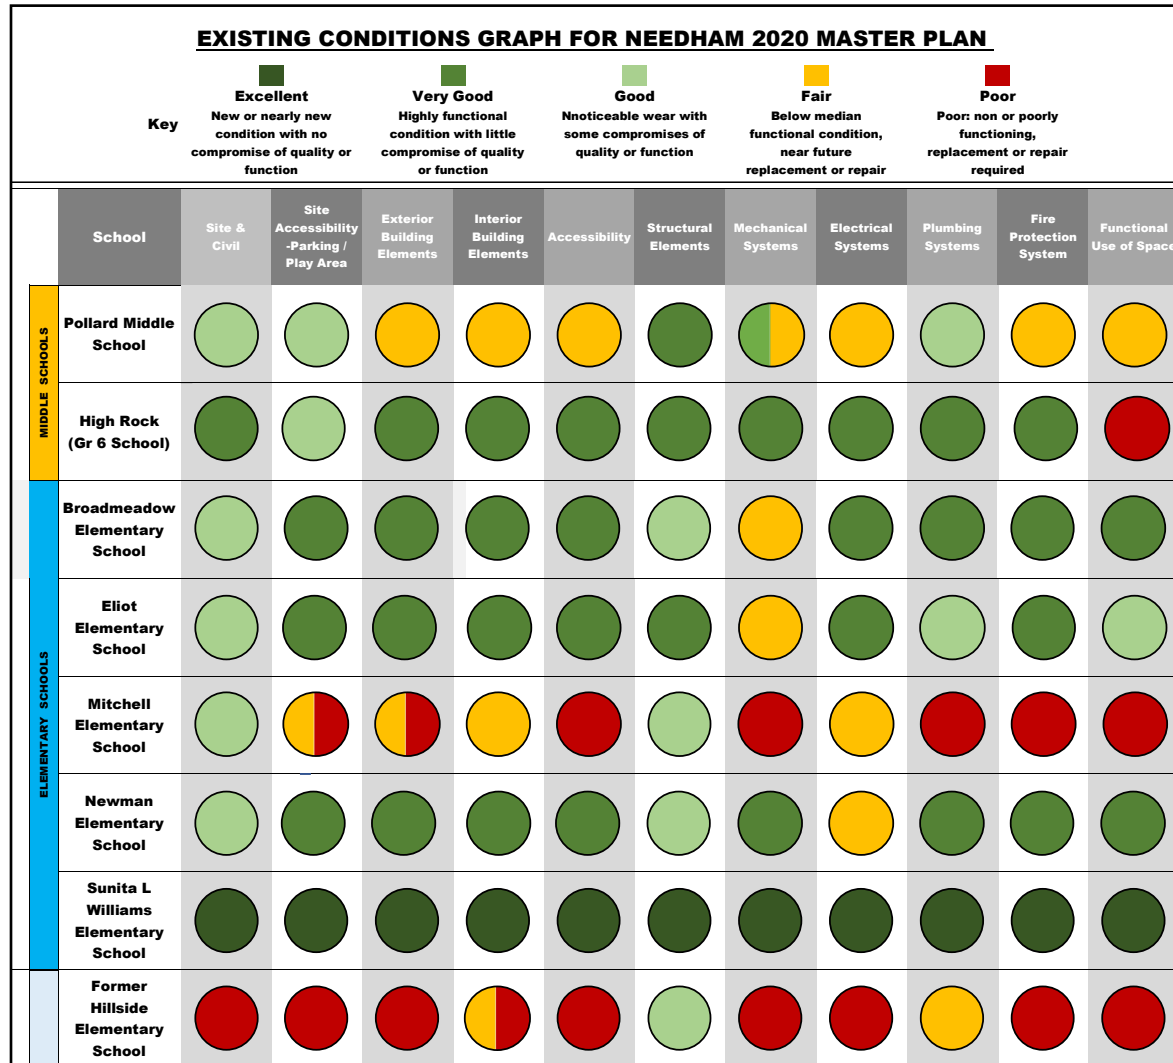 EXISTING CONDITIONS GRAPH FOR NEEDHAM 2020 MASTER PLAN
Key
Excellent
New or nearly new
condition with no
compromise of quality or
function
Very Good
Highly functional
condition with little
compromise of quality
or function
Good
Nnoticeable wear with
some compromises of
quality or function
Fair
Below median
functional condition,
near future
replacement or repair
Poor
Poor: non or poorly
functioning,
replacement or repair
required
School
Site &
Civil
Site
Accessibility
-Parking /
Play Area
Exterior
Building
Elements
Interior
Building
Elements
Accessibility
Structural
Elements
Mechanical
Systems
Electrical
Systems
Plumbing
Systems
Fire
Protection
System
Functional
Use of Space
MIDDLE SCHOOLS
Pollard Middle
School
High Rock
(Gr 6 School)
ELEMENTARY SCHOOLS
Broadmeadow
Elementary
School
Eliot
Elementary
School
Mitchell
Elementary
School
Newman
Elementary
School
Sunita L
Williams
Elementary
School
Former
Hillside
Elementary
School